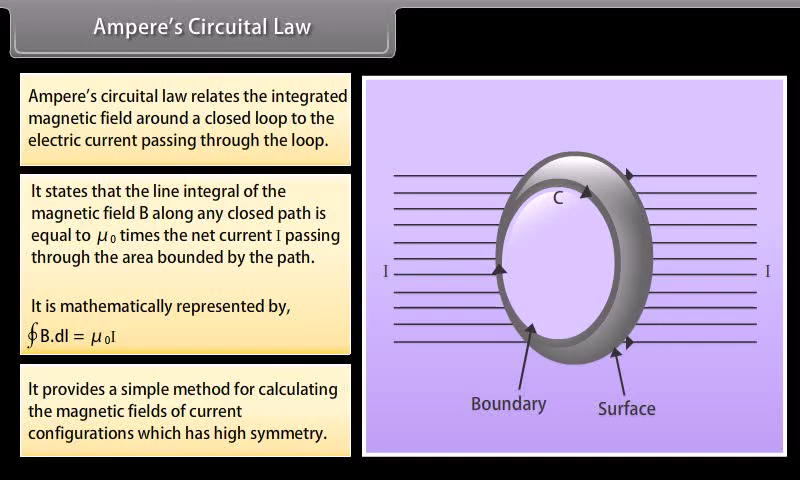 Ampere's Circuital Law
Ampere's circuital law relates the integrated
magnetic field around a closed loop to the
electric current passing through the loop.
It states that the line integral of the
magnetic field B along any closed path is
equal to μ₀ times the net current I passing
through the area bounded by the path.
It is mathematically represented by,
∮B.dl = μ₀I
It provides a simple method for calculating
the magnetic fields of current
configurations which has high symmetry.
C
I
I
Boundary
Surface